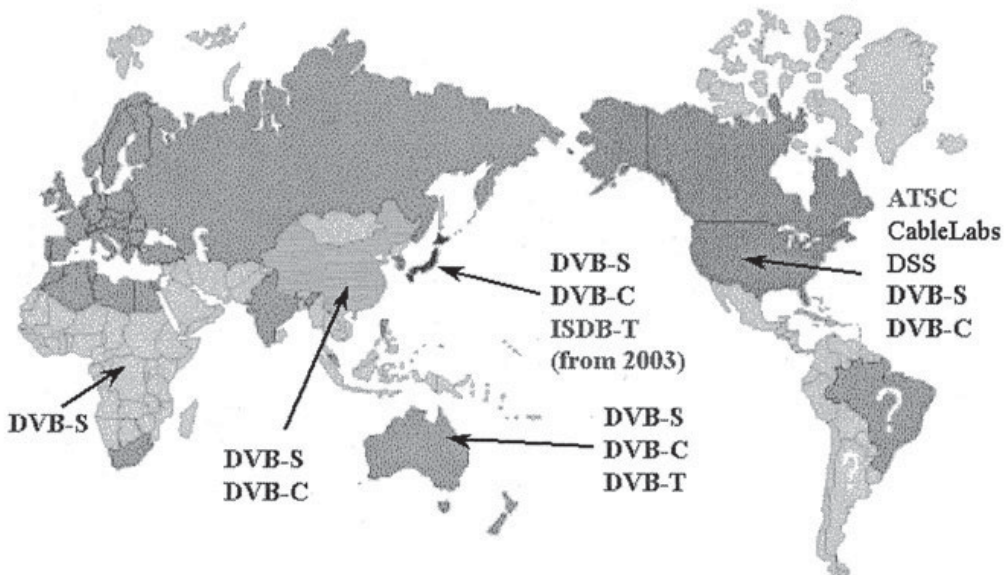 ATSC
CableLabs
DSS
DVB-S
DVB-C
DVB-S
DVB-C
ISDB-T
(from 2003)
DVB-S
DVB-S
DVB-C
DVB-S
DVB-C
DVB-T
?
?